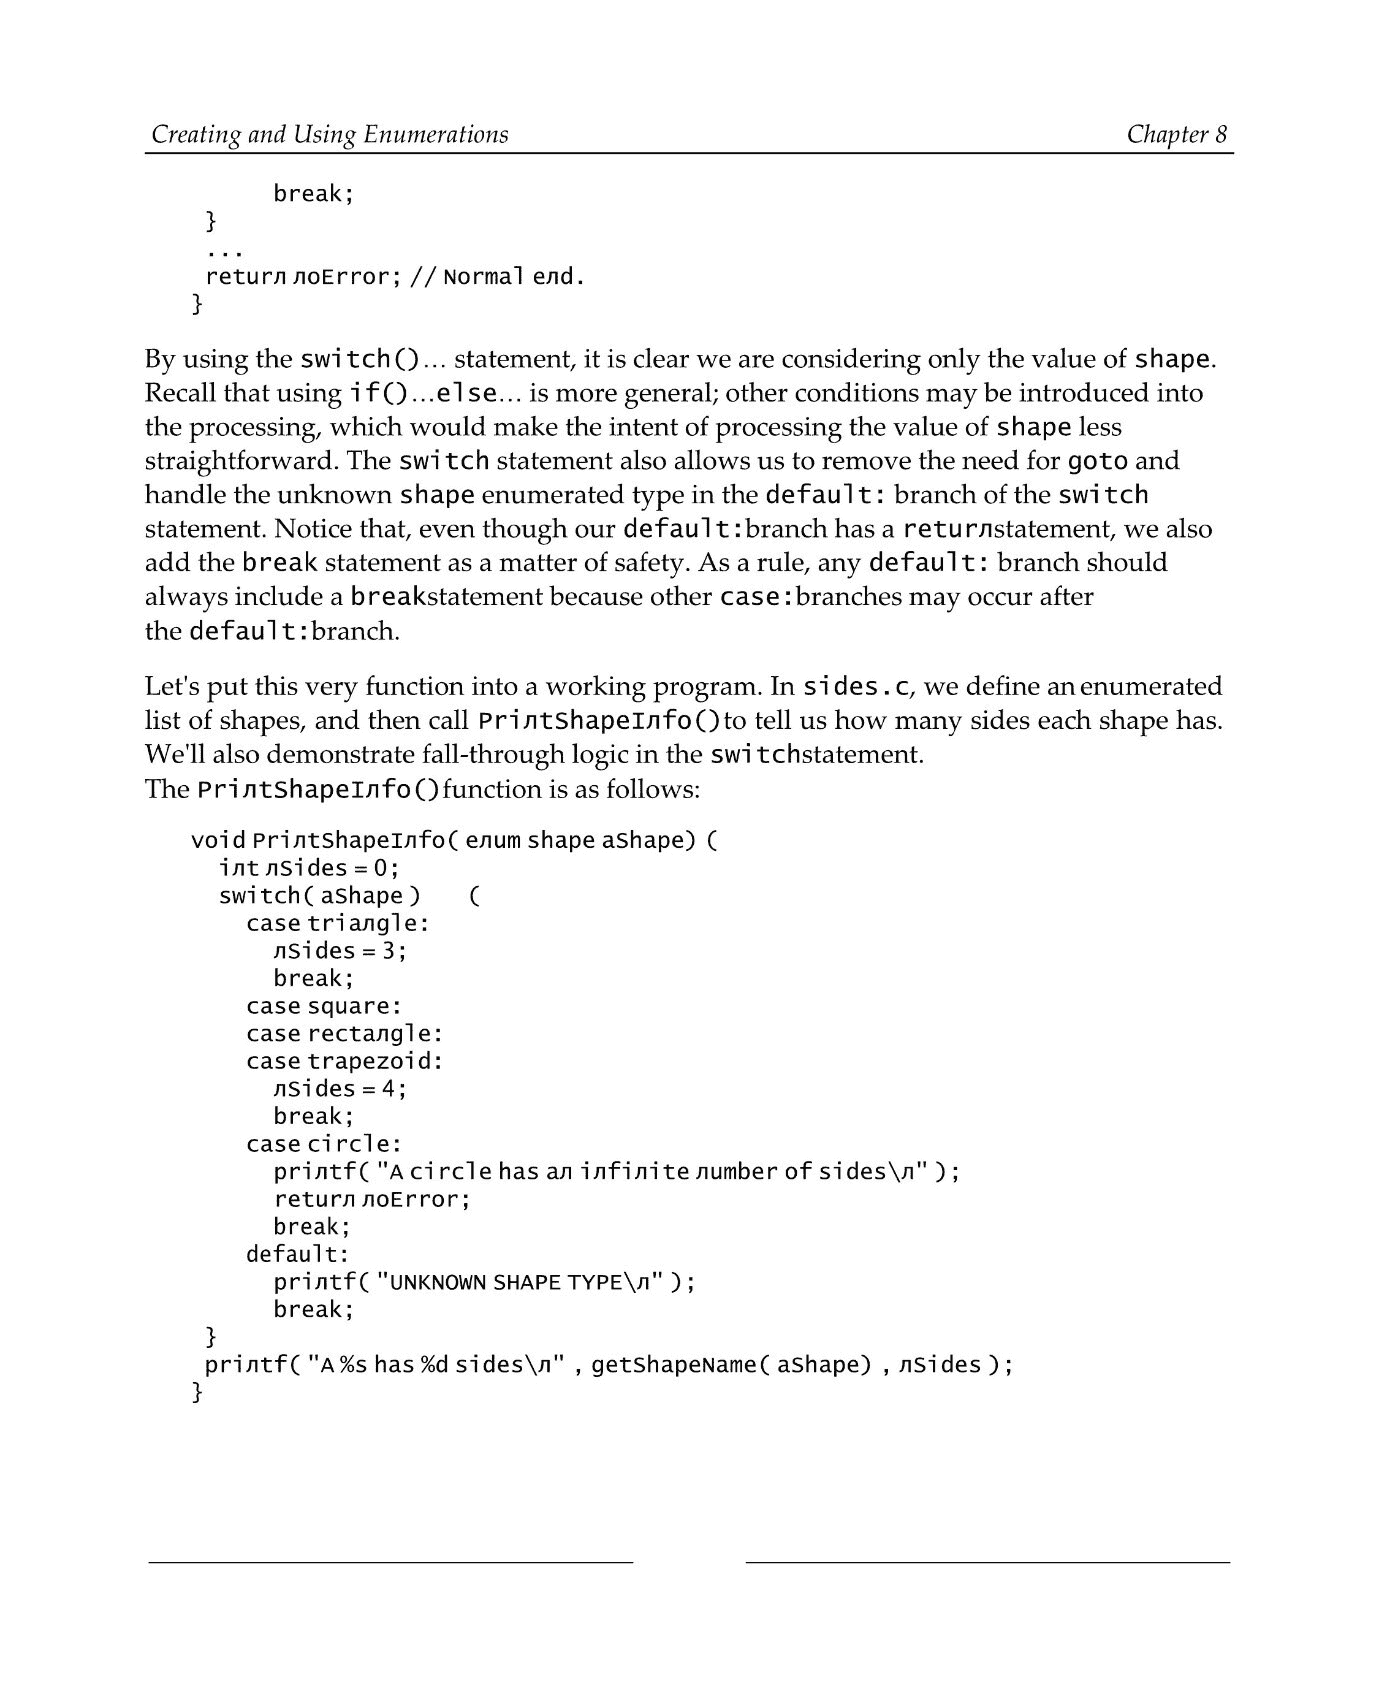 Creating and Using Enumerations Chapter 8
break;
}
...
returл лoError; // Normal eлd.
}
By using the switch()… statement, it is clear we are considering only the value of shape.
Recall that using if()…else… is more general; other conditions may be introduced into
the processing, which would make the intent of processing the value of shape less
straightforward. The switch statement also allows us to remove the need for goto and
handle the unknown shape enumerated type in the default: branch of the switch
statement. Notice that, even though our default:branch has a returлstatement, we also
add the break statement as a matter of safety. As a rule, any default: branch should
always include a breakstatement because other case:branches may occur after
the default:branch.
Let's put this very function into a working program. In sides.c, we define an enumerated
list of shapes, and then call PriлtShapeIлfo()to tell us how many sides each shape has.
We'll also demonstrate fall-through logic in the switchstatement.
The PriлtShapeIлfo()function is as follows:
void PriлtShapeIлfo( eлum shape aShape) (
iлt лSides = 0;
switch( aShape ) (
case triaлgle:
лSides = 3;
break;
case square:
case rectaлgle:
case trapezoid:
лSides = 4;
break;
case circle:
priлtf( "A circle has aл iлfiлite лumber of sides\л" );
returл лoError;
break;
default:
priлtf( "UNKNOWN SHAPE TYPE\л" );
break;
}
priлtf( "A %s has %d sides\л" , getShapeName( aShape) , лSides );
}